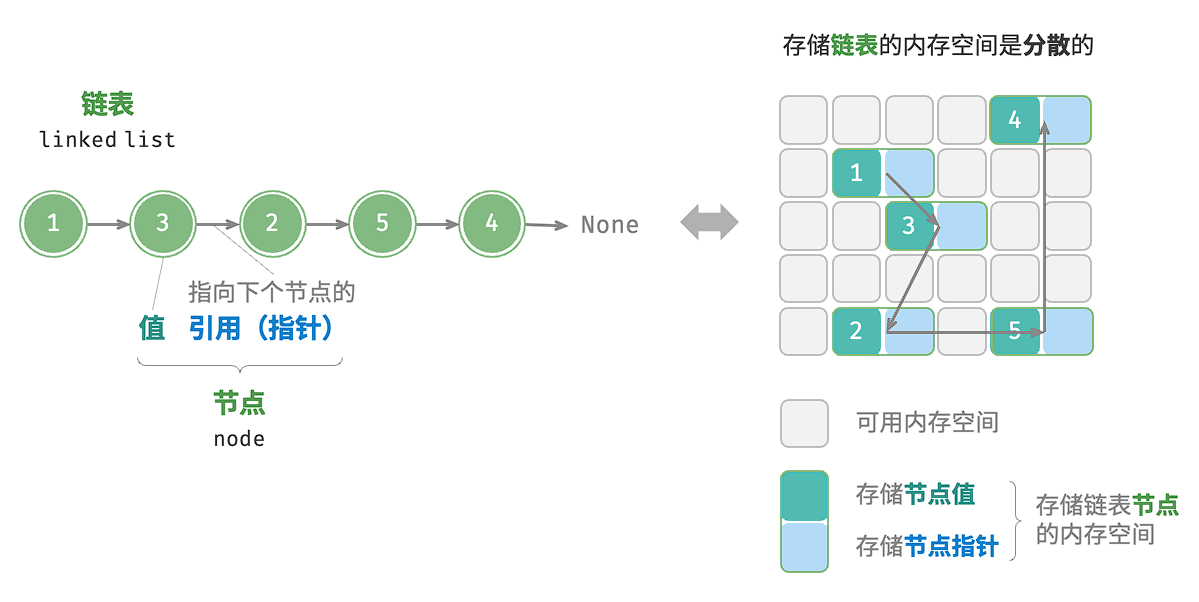 存储链表的内存空间是分散的
链表
linked list
1 3 2 5 4 None
指向下个节点的
值 引用（指针）
节点
node
4
1
3
2 5
可用内存空间
存储节点值
存储节点指针
存储链表节点
的内存空间